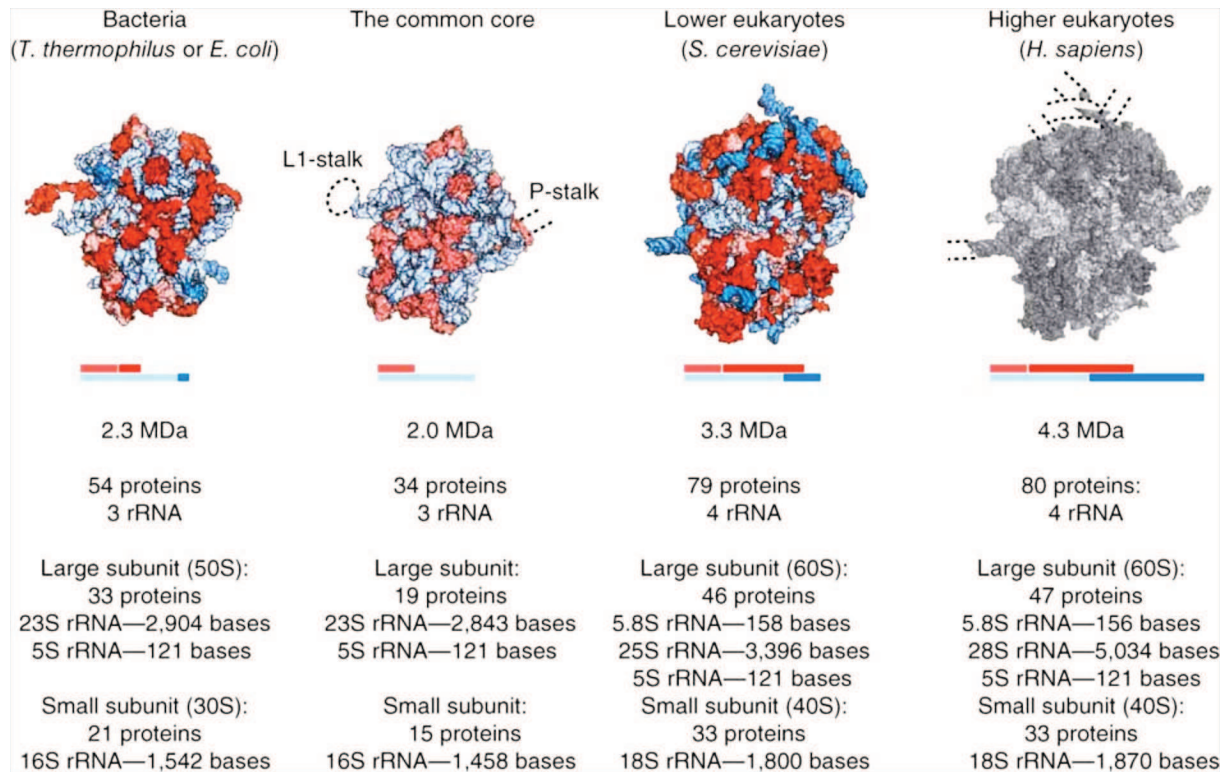 Bacteria
(T. thermophilus or E. coli)
The common core
Lower eukaryotes
(S. cerevisiae)
Higher eukaryotes
(H. sapiens)
L1-stalk
P-stalk
2.3 MDa
2.0 MDa
3.3 MDa
4.3 MDa
54 proteins
3 rRNA
34 proteins
3 rRNA
79 proteins
4 rRNA
80 proteins:
4 rRNA
Large subunit (50S):
33 proteins
23S rRNA—2,904 bases
5S rRNA—121 bases
Large subunit:
19 proteins
23S rRNA—2,843 bases
5S rRNA—121 bases
Large subunit (60S):
46 proteins
5.8S rRNA—158 bases
25S rRNA—3,396 bases
5S rRNA—121 bases
Large subunit (60S):
47 proteins
5.8S rRNA—156 bases
28S rRNA—5,034 bases
5S rRNA—121 bases
Small subunit (30S):
21 proteins
16S rRNA—1,542 bases
Small subunit:
15 proteins
16S rRNA—1,458 bases
Small subunit (40S):
33 proteins
18S rRNA—1,800 bases
Small subunit (40S):
33 proteins
18S rRNA—1,870 bases